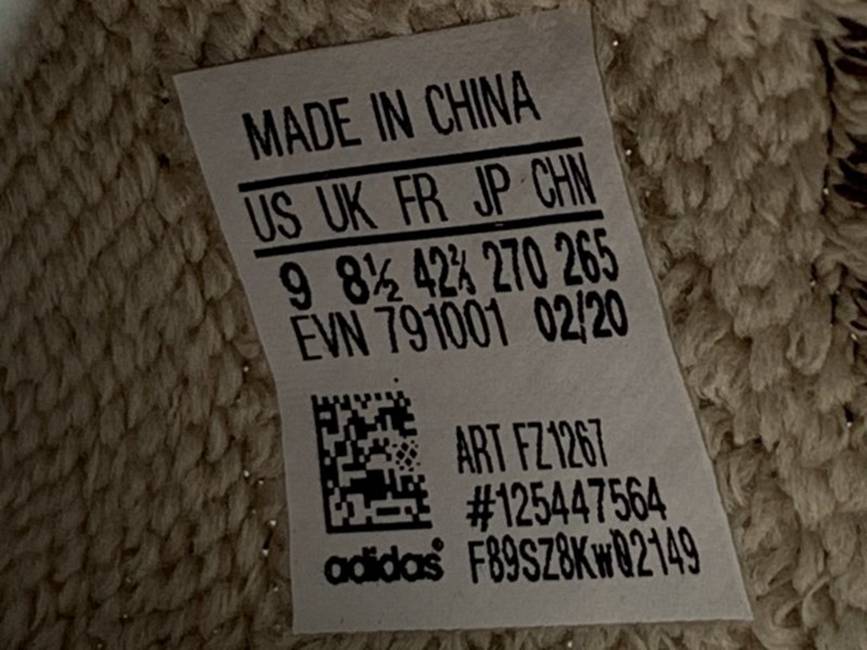 MADE IN CHINA
US UK FR JP CHN
9 8½ 42⅔ 270 265
EVN 791001 02/20
ART FZ1267
#125447564
adidas® F89SZ8KwQ2149